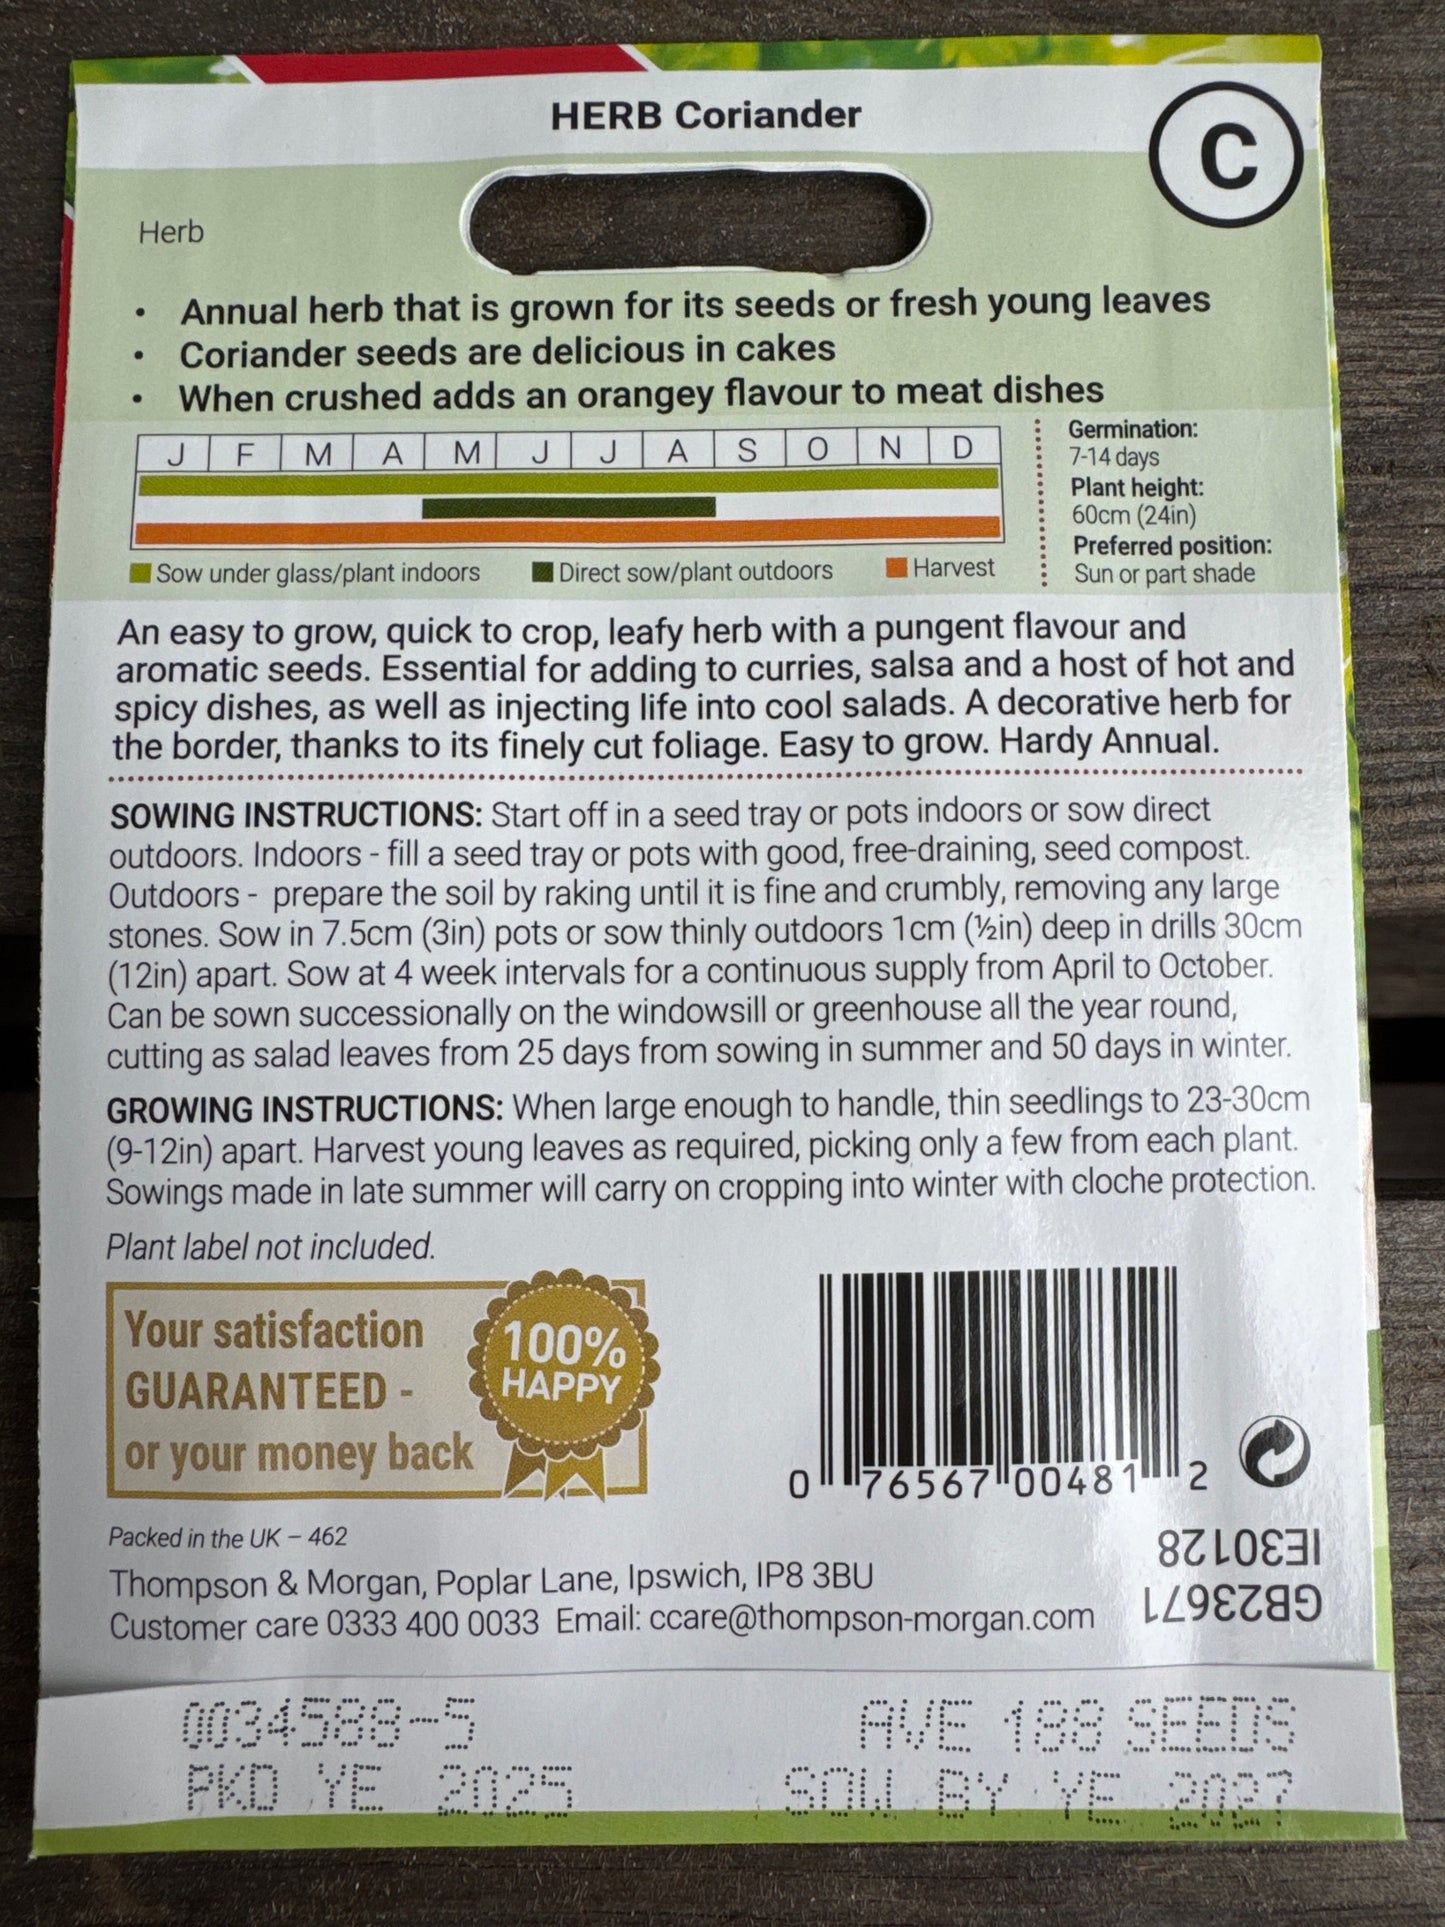 HERB Coriander
C
Herb
• Annual herb that is grown for its seeds or fresh young leaves
• Coriander seeds are delicious in cakes
• When crushed adds an orangey flavour to meat dishes
J F M A M J J A S O N D
Sow under glass/plant indoors Direct sow/plant outdoors Harvest
Germination:
7-14 days
Plant height:
60cm (24in)
Preferred position:
Sun or part shade
An easy to grow, quick to crop, leafy herb with a pungent flavour and
aromatic seeds. Essential for adding to curries, salsa and a host of hot and
spicy dishes, as well as injecting life into cool salads. A decorative herb for
the border, thanks to its finely cut foliage. Easy to grow. Hardy Annual.
SOWING INSTRUCTIONS: Start off in a seed tray or pots indoors or sow direct
outdoors. Indoors - fill a seed tray or pots with good, free-draining, seed compost.
Outdoors - prepare the soil by raking until it is fine and crumbly, removing any large
stones. Sow in 7.5cm (3in) pots or sow thinly outdoors 1cm (½in) deep in drills 30cm
(12in) apart. Sow at 4 week intervals for a continuous supply from April to October.
Can be sown successionally on the windowsill or greenhouse all the year round,
cutting as salad leaves from 25 days from sowing in summer and 50 days in winter.
GROWING INSTRUCTIONS: When large enough to handle, thin seedlings to 23-30cm
(9-12in) apart. Harvest young leaves as required, picking only a few from each plant.
Sowings made in late summer will carry on cropping into winter with cloche protection.
Plant label not included.
Your satisfaction
GUARANTEED -
or your money back
100%
HAPPY
0 76567 00481 2
Packed in the UK – 462
Thompson & Morgan, Poplar Lane, Ipswich, IP8 3BU
Customer care 0333 400 0033 Email: ccare@thompson-morgan.com
GB23671
IE30128
0034588-5 AVE 188 SEEDS
PKD YE 2025 SOW BY YE 2027